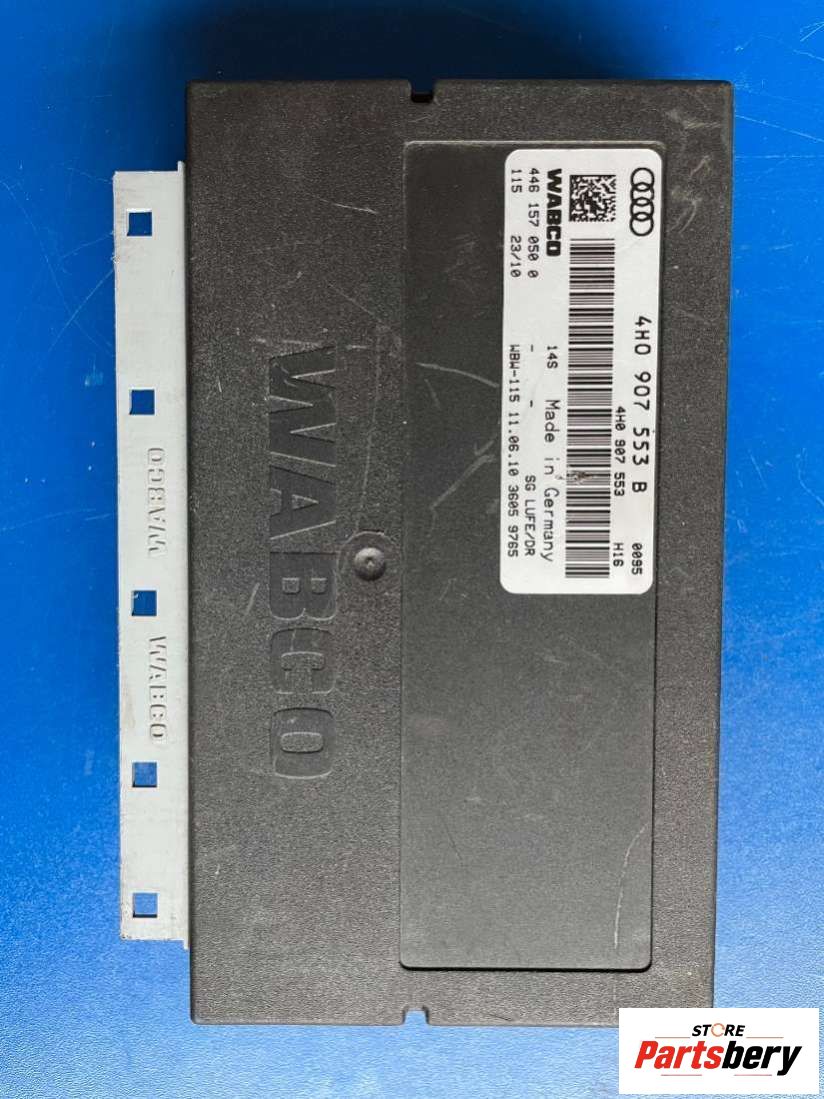 4H0 907 553 B 0095
4H0 907 553 H16
14S Made in Germany
WABCO - - SG LUFE/DR
446 157 050 0
115 23/10 WBW-115 11.06.10 3605 9765
WABCO
WABCO
WABCO
STORE
Partsbery